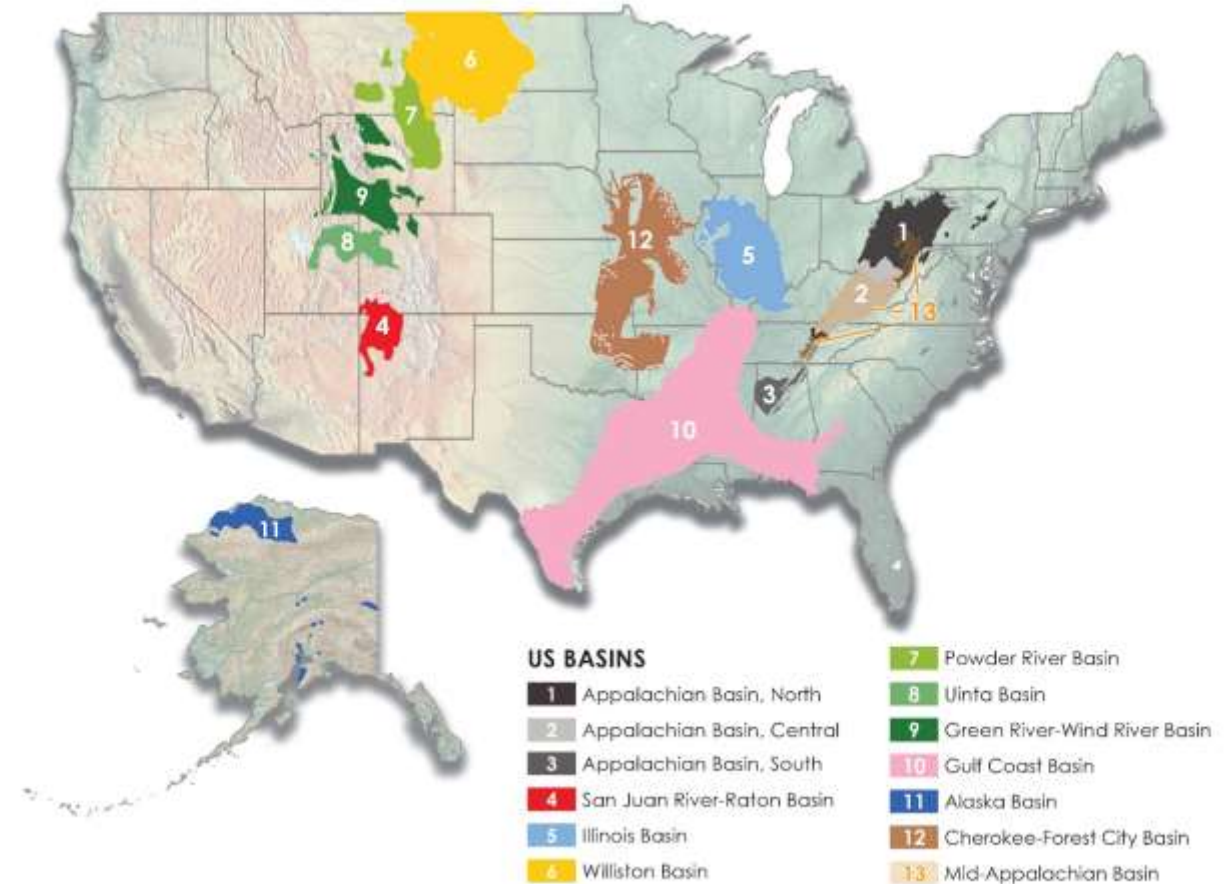 6
7
9
8
4
12
5
1
2
13
3
10
11
US BASINS
1 Appalachian Basin, North
2 Appalachian Basin, Central
3 Appalachian Basin, South
4 San Juan River-Raton Basin
5 Illinois Basin
6 Williston Basin
7 Powder River Basin
8 Uinta Basin
9 Green River-Wind River Basin
10 Gulf Coast Basin
11 Alaska Basin
12 Cherokee-Forest City Basin
13 Mid-Appalachian Basin